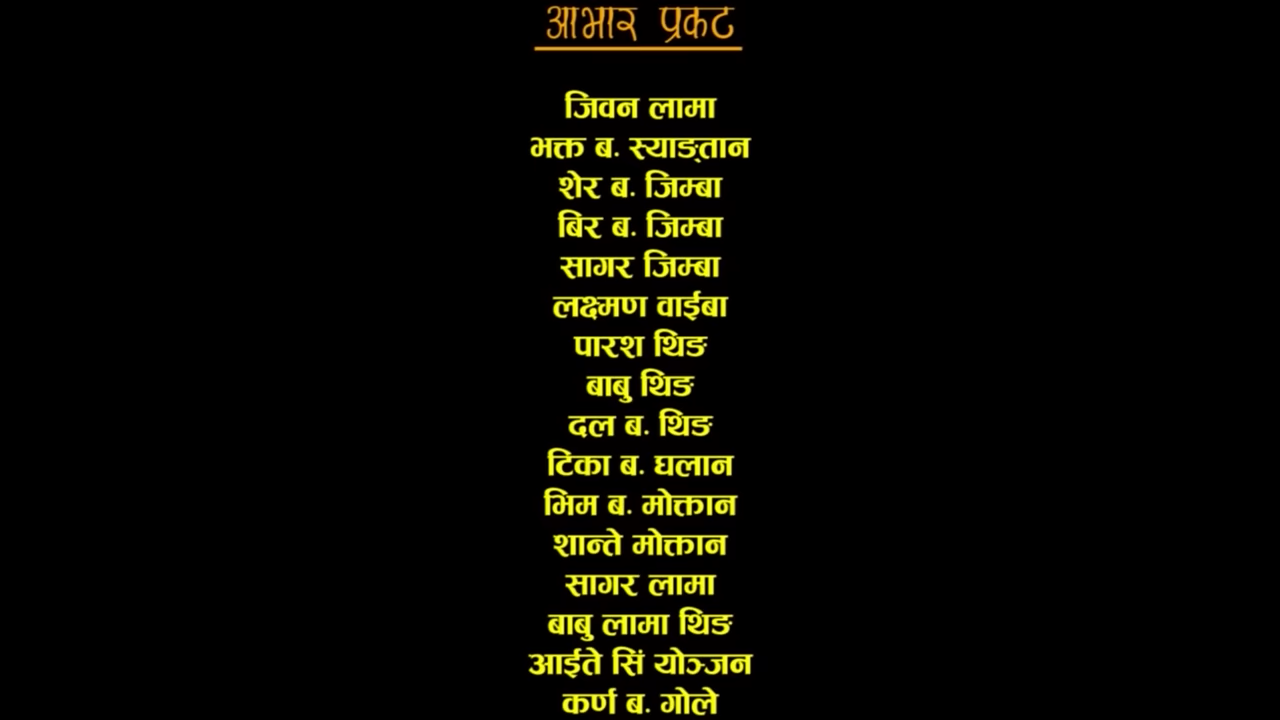 आभार प्रकट
जिवन लामा
भक्त ब. स्याङ्तान
शेर ब. जिम्बा
बिर ब. जिम्बा
सागर जिम्बा
लक्ष्मण वाईबा
पारश थिङ
बाबु थिङ
दल ब. थिङ
टिका ब. घलान
भिम ब. मोक्तान
शान्ते मोक्तान
सागर लामा
बाबु लामा थिङ
आईते सिं योञ्जन
कर्ण ब. गोले